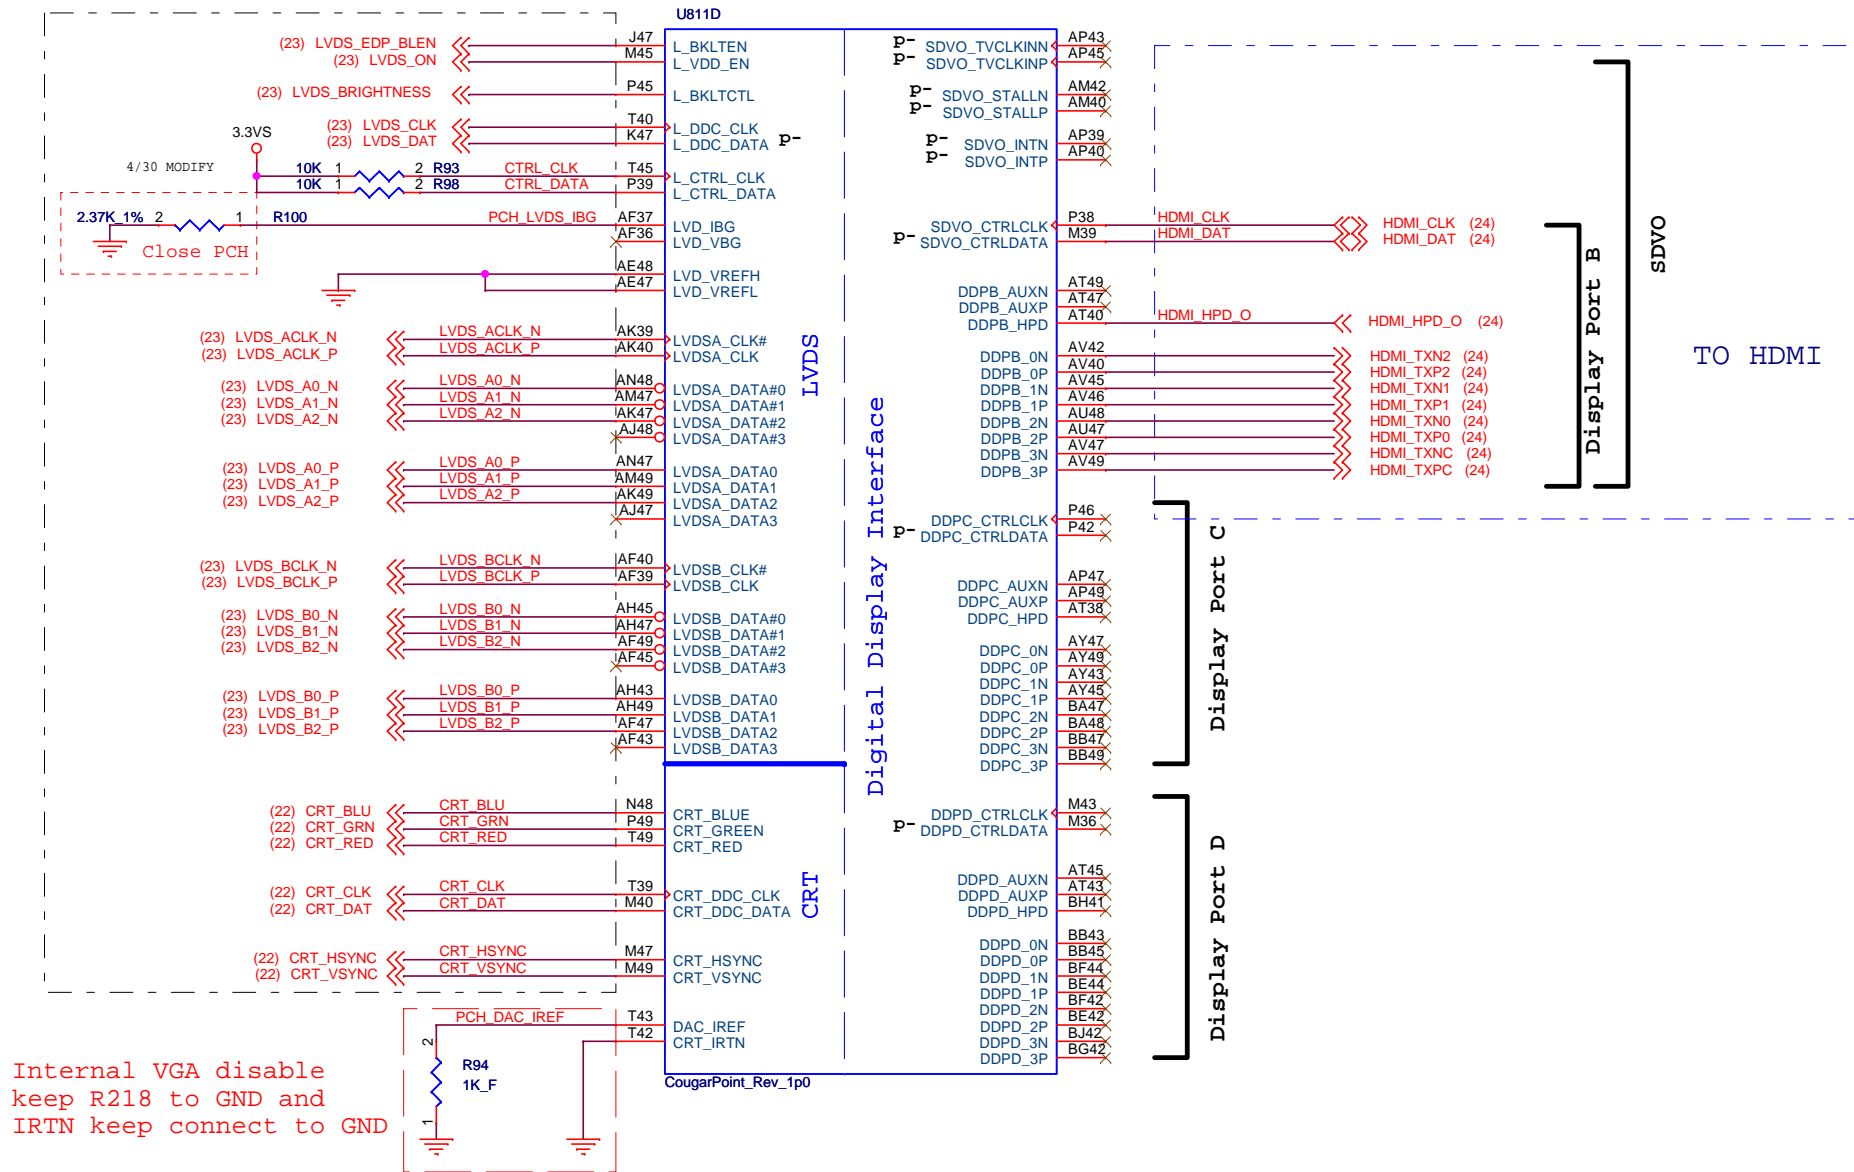 U811D
(23) LVDS_EDP_BLEN J47 L_BKLTEN
(23) LVDS_ON M45 L_VDD_EN
(23) LVDS_BRIGHTNESS P45 L_BKLTCTL
(23) LVDS_CLK T40 L_DDC_CLK
(23) LVDS_DAT K47 L_DDC_DATA p-
3.3VS
4/30 MODIFY
10K 1 2 R93 CTRL_CLK T45 L_CTRL_CLK
10K 1 2 R98 CTRL_DATA P39 L_CTRL_DATA
2.37K_1% 2 1 R100 PCH_LVDS_IBG AF37 LVD_IBG
AF36 LVD_VBG
Close PCH
AE48 LVD_VREFH
AE47 LVD_VREFL
(23) LVDS_ACLK_N LVDS_ACLK_N AK39 LVDSA_CLK#
(23) LVDS_ACLK_P LVDS_ACLK_P AK40 LVDSA_CLK
(23) LVDS_A0_N LVDS_A0_N AN48 LVDSA_DATA#0
(23) LVDS_A1_N LVDS_A1_N AM47 LVDSA_DATA#1
(23) LVDS_A2_N LVDS_A2_N AK47 LVDSA_DATA#2
AJ48 LVDSA_DATA#3
(23) LVDS_A0_P LVDS_A0_P AN47 LVDSA_DATA0
(23) LVDS_A1_P LVDS_A1_P AM49 LVDSA_DATA1
(23) LVDS_A2_P LVDS_A2_P AK49 LVDSA_DATA2
AJ47 LVDSA_DATA3
(23) LVDS_BCLK_N LVDS_BCLK_N AF40 LVDSB_CLK#
(23) LVDS_BCLK_P LVDS_BCLK_P AF39 LVDSB_CLK
(23) LVDS_B0_N LVDS_B0_N AH45 LVDSB_DATA#0
(23) LVDS_B1_N LVDS_B1_N AH47 LVDSB_DATA#1
(23) LVDS_B2_N LVDS_B2_N AF49 LVDSB_DATA#2
AF45 LVDSB_DATA#3
(23) LVDS_B0_P LVDS_B0_P AH43 LVDSB_DATA0
(23) LVDS_B1_P LVDS_B1_P AH49 LVDSB_DATA1
(23) LVDS_B2_P LVDS_B2_P AF47 LVDSB_DATA2
AF43 LVDSB_DATA3
LVDS
(22) CRT_BLU CRT_BLU N48 CRT_BLUE
(22) CRT_GRN CRT_GRN P49 CRT_GREEN
(22) CRT_RED CRT_RED T49 CRT_RED
(22) CRT_CLK CRT_CLK T39 CRT_DDC_CLK
(22) CRT_DAT CRT_DAT M40 CRT_DDC_DATA
(22) CRT_HSYNC CRT_HSYNC M47 CRT_HSYNC
(22) CRT_VSYNC CRT_VSYNC M49 CRT_VSYNC
CRT
PCH_DAC_IREF T43 DAC_IREF
T42 CRT_IRTN
2 R94
1K_F
1
Internal VGA disable
keep R218 to GND and
IRTN keep connect to GND
CougarPoint_Rev_1p0
Digital Display Interface
p- SDVO_TVCLKINN AP43
p- SDVO_TVCLKINP AP45
p- SDVO_STALLN AM42
p- SDVO_STALLP AM40
p- SDVO_INTN AP39
p- SDVO_INTP AP40
SDVO_CTRLCLK P38 HDMI_CLK HDMI_CLK (24)
p- SDVO_CTRLDATA M39 HDMI_DAT HDMI_DAT (24)
DDPB_AUXN AT49
DDPB_AUXP AT47
DDPB_HPD AT40 HDMI_HPD_O HDMI_HPD_O (24)
DDPB_0N AV42 HDMI_TXN2 (24)
DDPB_0P AV40 HDMI_TXP2 (24)
DDPB_1N AV45 HDMI_TXN1 (24)
DDPB_1P AV46 HDMI_TXP1 (24)
DDPB_2N AU48 HDMI_TXN0 (24)
DDPB_2P AU47 HDMI_TXP0 (24)
DDPB_3N AV47 HDMI_TXNC (24)
DDPB_3P AV49 HDMI_TXPC (24)
Display Port B
SDVO
TO HDMI
DDPC_CTRLCLK P46
p- DDPC_CTRLDATA P42
DDPC_AUXN AP47
DDPC_AUXP AP49
DDPC_HPD AT38
DDPC_0N AY47
DDPC_0P AY49
DDPC_1N AY43
DDPC_1P AY45
DDPC_2N BA47
DDPC_2P BA48
DDPC_3N BB47
DDPC_3P BB49
Display Port C
DDPD_CTRLCLK M43
p- DDPD_CTRLDATA M36
DDPD_AUXN AT45
DDPD_AUXP AT43
DDPD_HPD BH41
DDPD_0N BB43
DDPD_0P BB45
DDPD_1N BF44
DDPD_1P BE44
DDPD_2N BF42
DDPD_2P BE42
DDPD_3N BJ42
DDPD_3P BG42
Display Port D